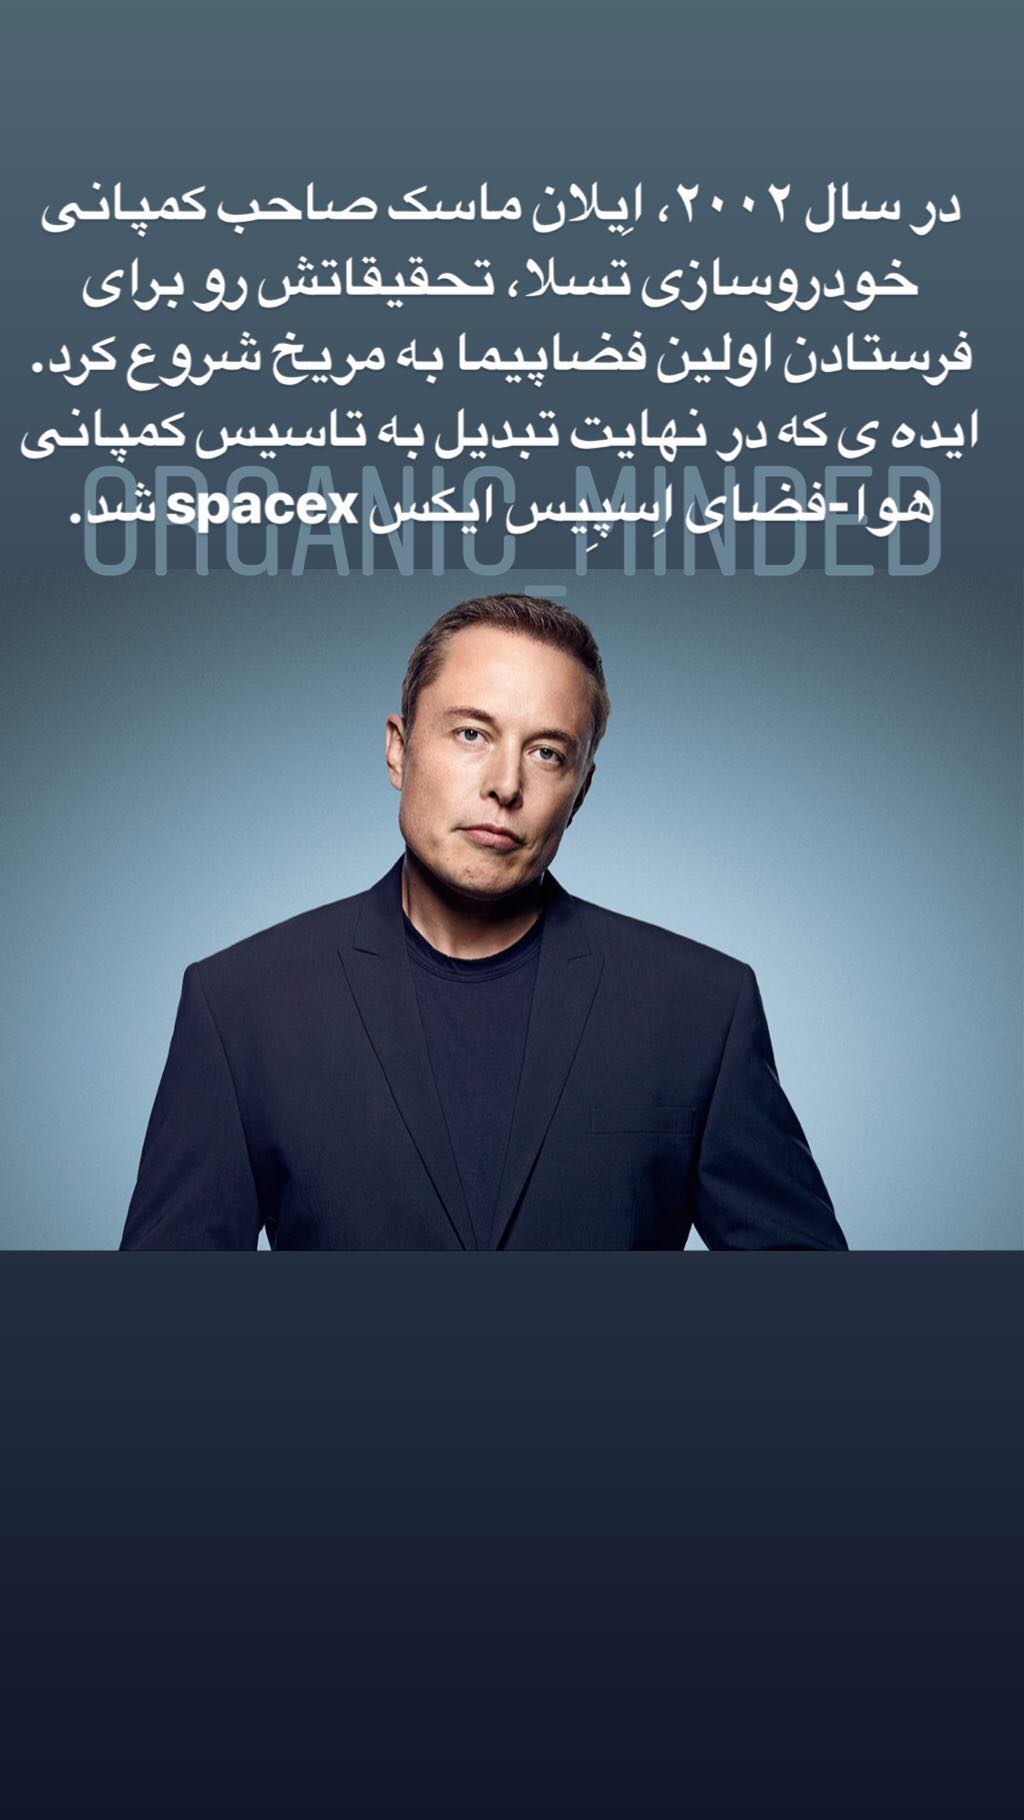 در سال ۲۰۰۲، اِیلان ماسک صاحب کمپانی
خودروسازی تسلا، تحقیقاتش رو برای
فرستادن اولین فضاپیما به مریخ شروع کرد.
ایده ی که در نهایت تبدیل به تاسیس کمپانی
هوا-فضای اِسپِیس ایکس spacex شد.
ORGANIC_MINDED